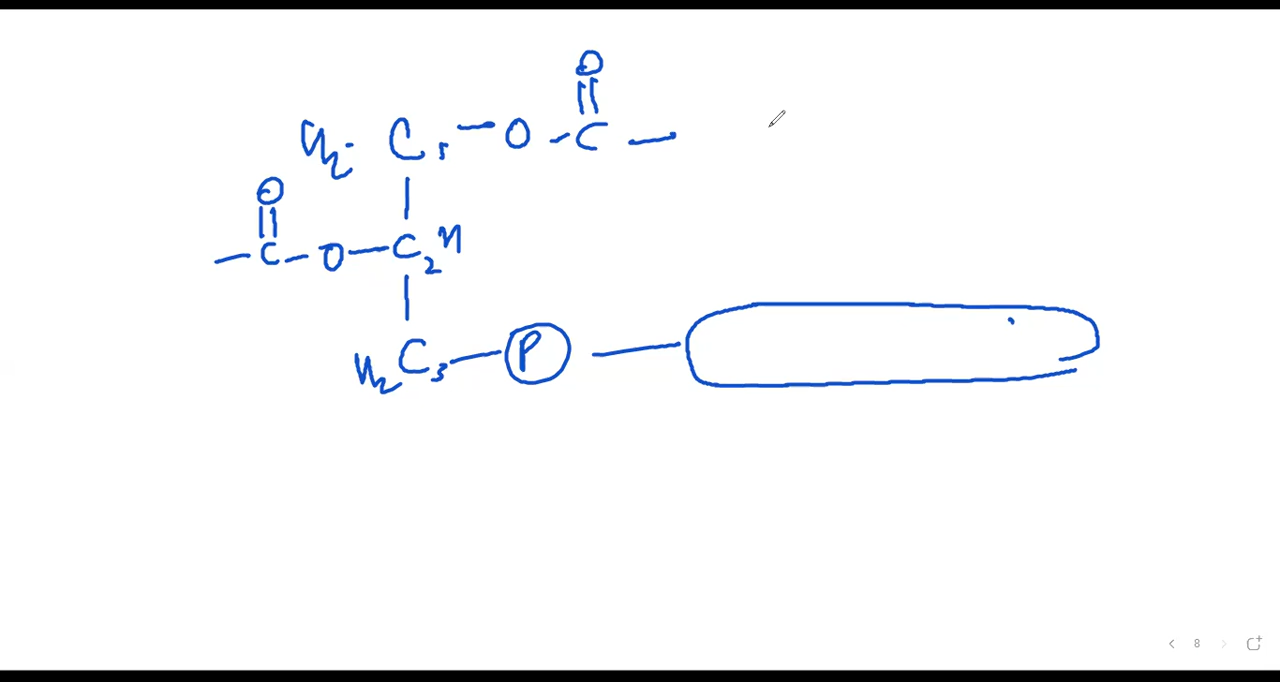 O
H2- C1 - O - C -
O
- C - O - C2 H
H2 C3 - P -
8